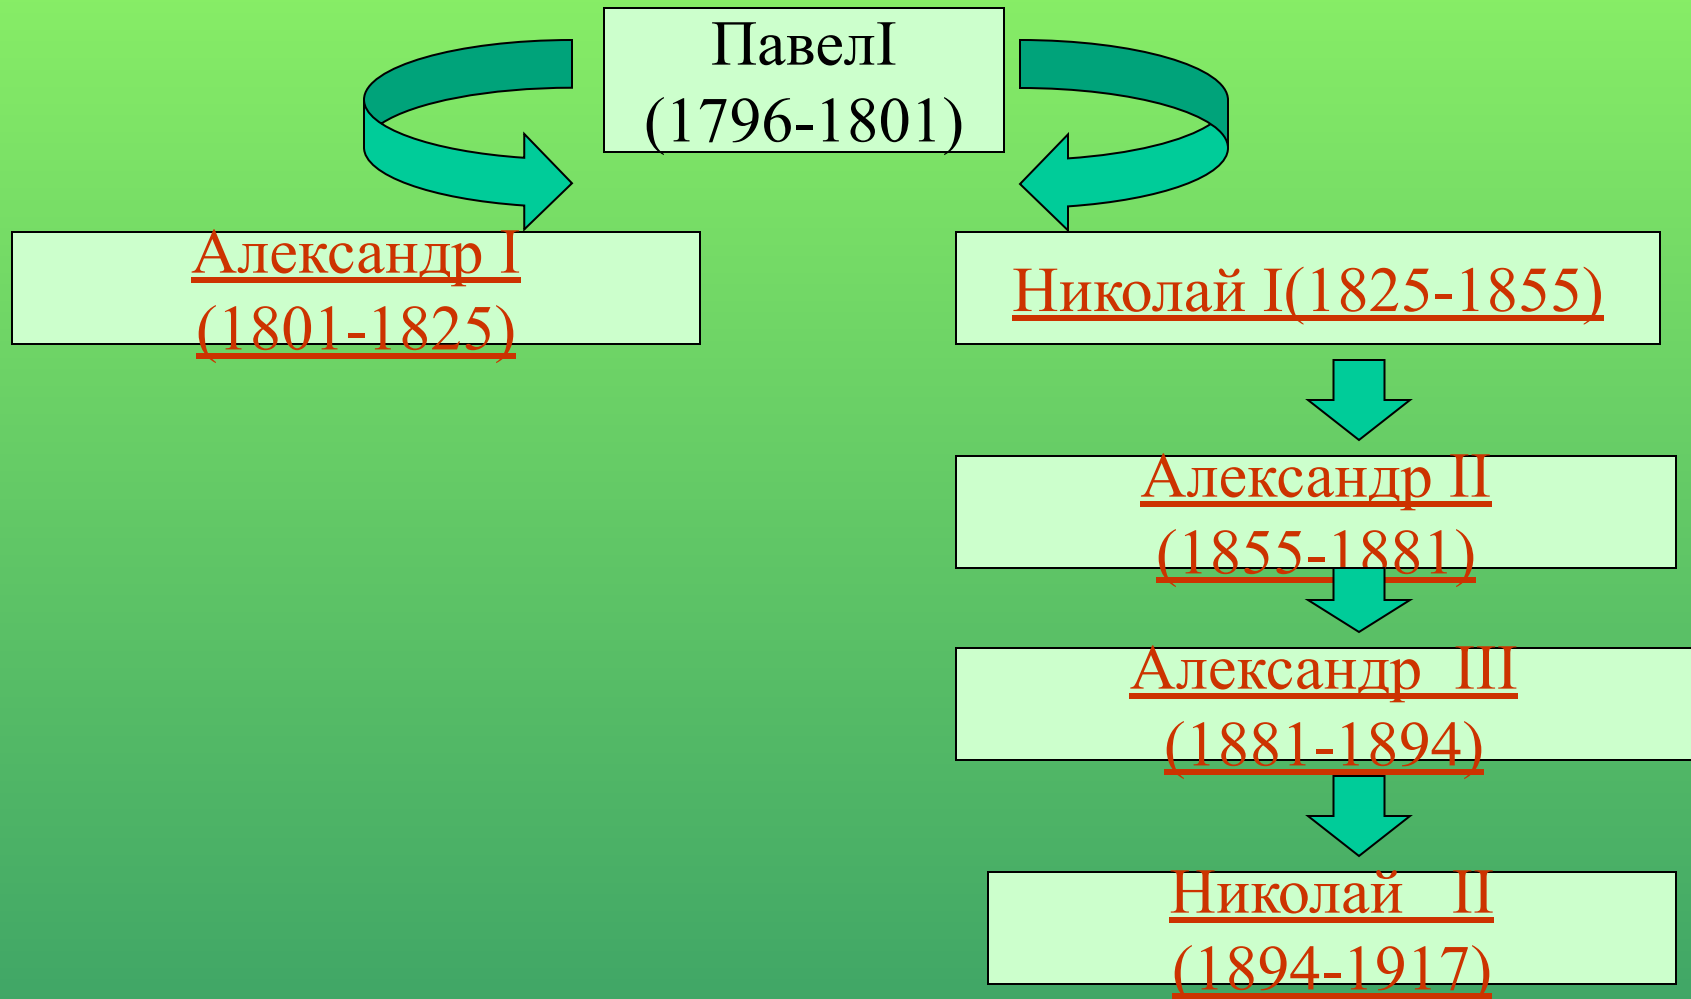 ПавелI
(1796-1801)
Александр I
(1801-1825)
Николай I(1825-1855)
Александр II
(1855-1881)
Александр III
(1881-1894)
Николай II
(1894-1917)